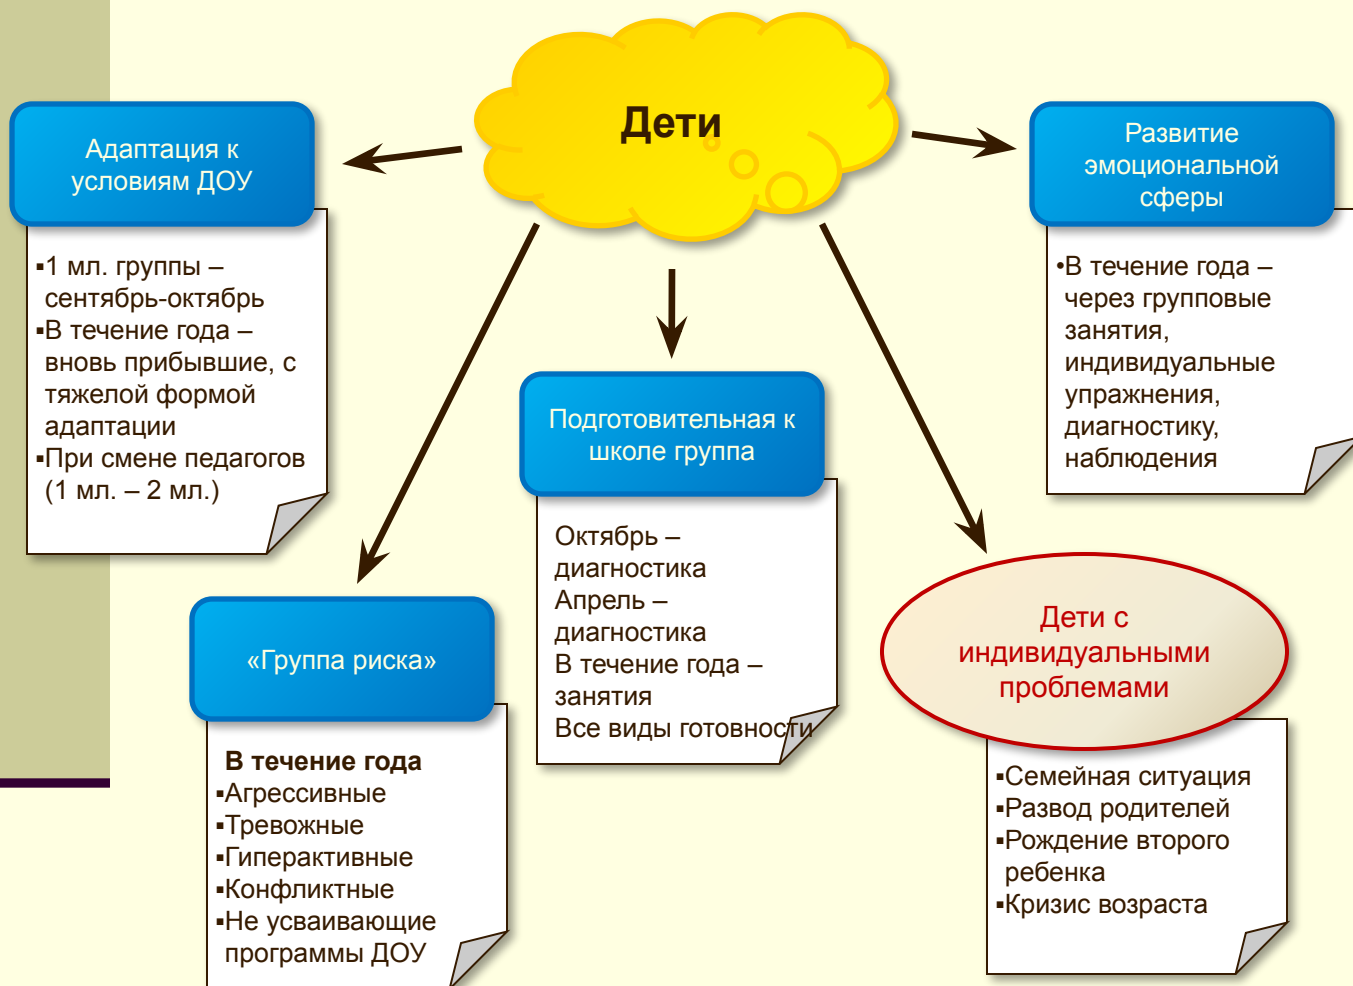 Дети
Адаптация к
условиям ДОУ
▪1 мл. группы –
сентябрь-октябрь
▪В течение года –
вновь прибывшие, с
тяжелой формой
адаптации
▪При смене педагогов
(1 мл. – 2 мл.)
«Группа риска»
В течение года
▪Агрессивные
▪Тревожные
▪Гиперактивные
▪Конфликтные
▪Не усваивающие
программы ДОУ
Подготовительная к
школе группа
Октябрь –
диагностика
Апрель –
диагностика
В течение года –
занятия
Все виды готовности
Дети с
индивидуальными
проблемами
▪Семейная ситуация
▪Развод родителей
▪Рождение второго
ребенка
▪Кризис возраста
Развитие
эмоциональной
сферы
•В течение года –
через групповые
занятия,
индивидуальные
упражнения,
диагностику,
наблюдения